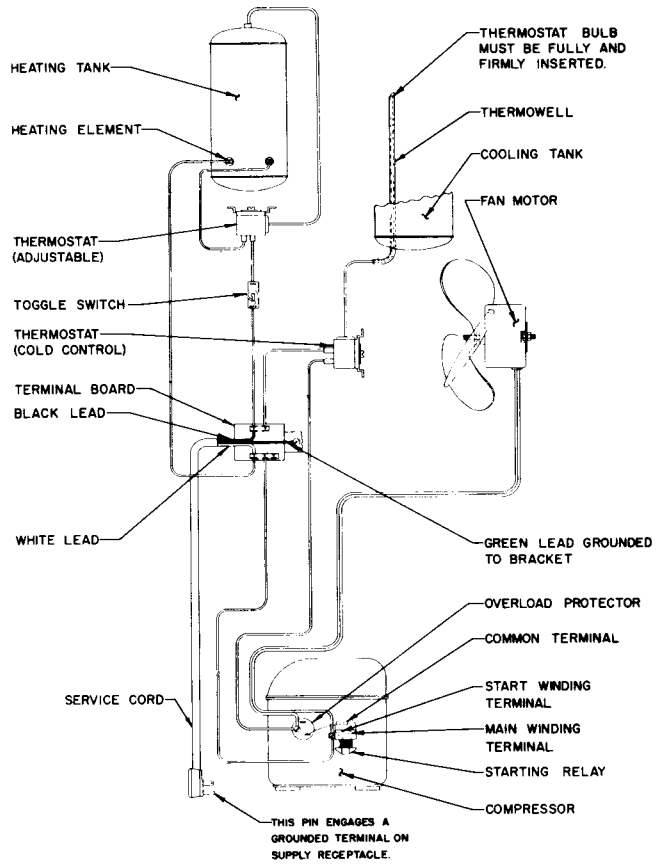 THERMOSTAT BULB
MUST BE FULLY AND
FIRMLY INSERTED.
HEATING TANK
THERMOWELL
HEATING ELEMENT
COOLING TANK
FAN MOTOR
THERMOSTAT
(ADJUSTABLE)
TOGGLE SWITCH
THERMOSTAT
(COLD CONTROL)
TERMINAL BOARD
BLACK LEAD
WHITE LEAD
GREEN LEAD GROUNDED
TO BRACKET
OVERLOAD PROTECTOR
COMMON TERMINAL
START WINDING
TERMINAL
SERVICE CORD
MAIN WINDING
TERMINAL
STARTING RELAY
COMPRESSOR
THIS PIN ENGAGES A
GROUNDED TERMINAL ON
SUPPLY RECEPTACLE.